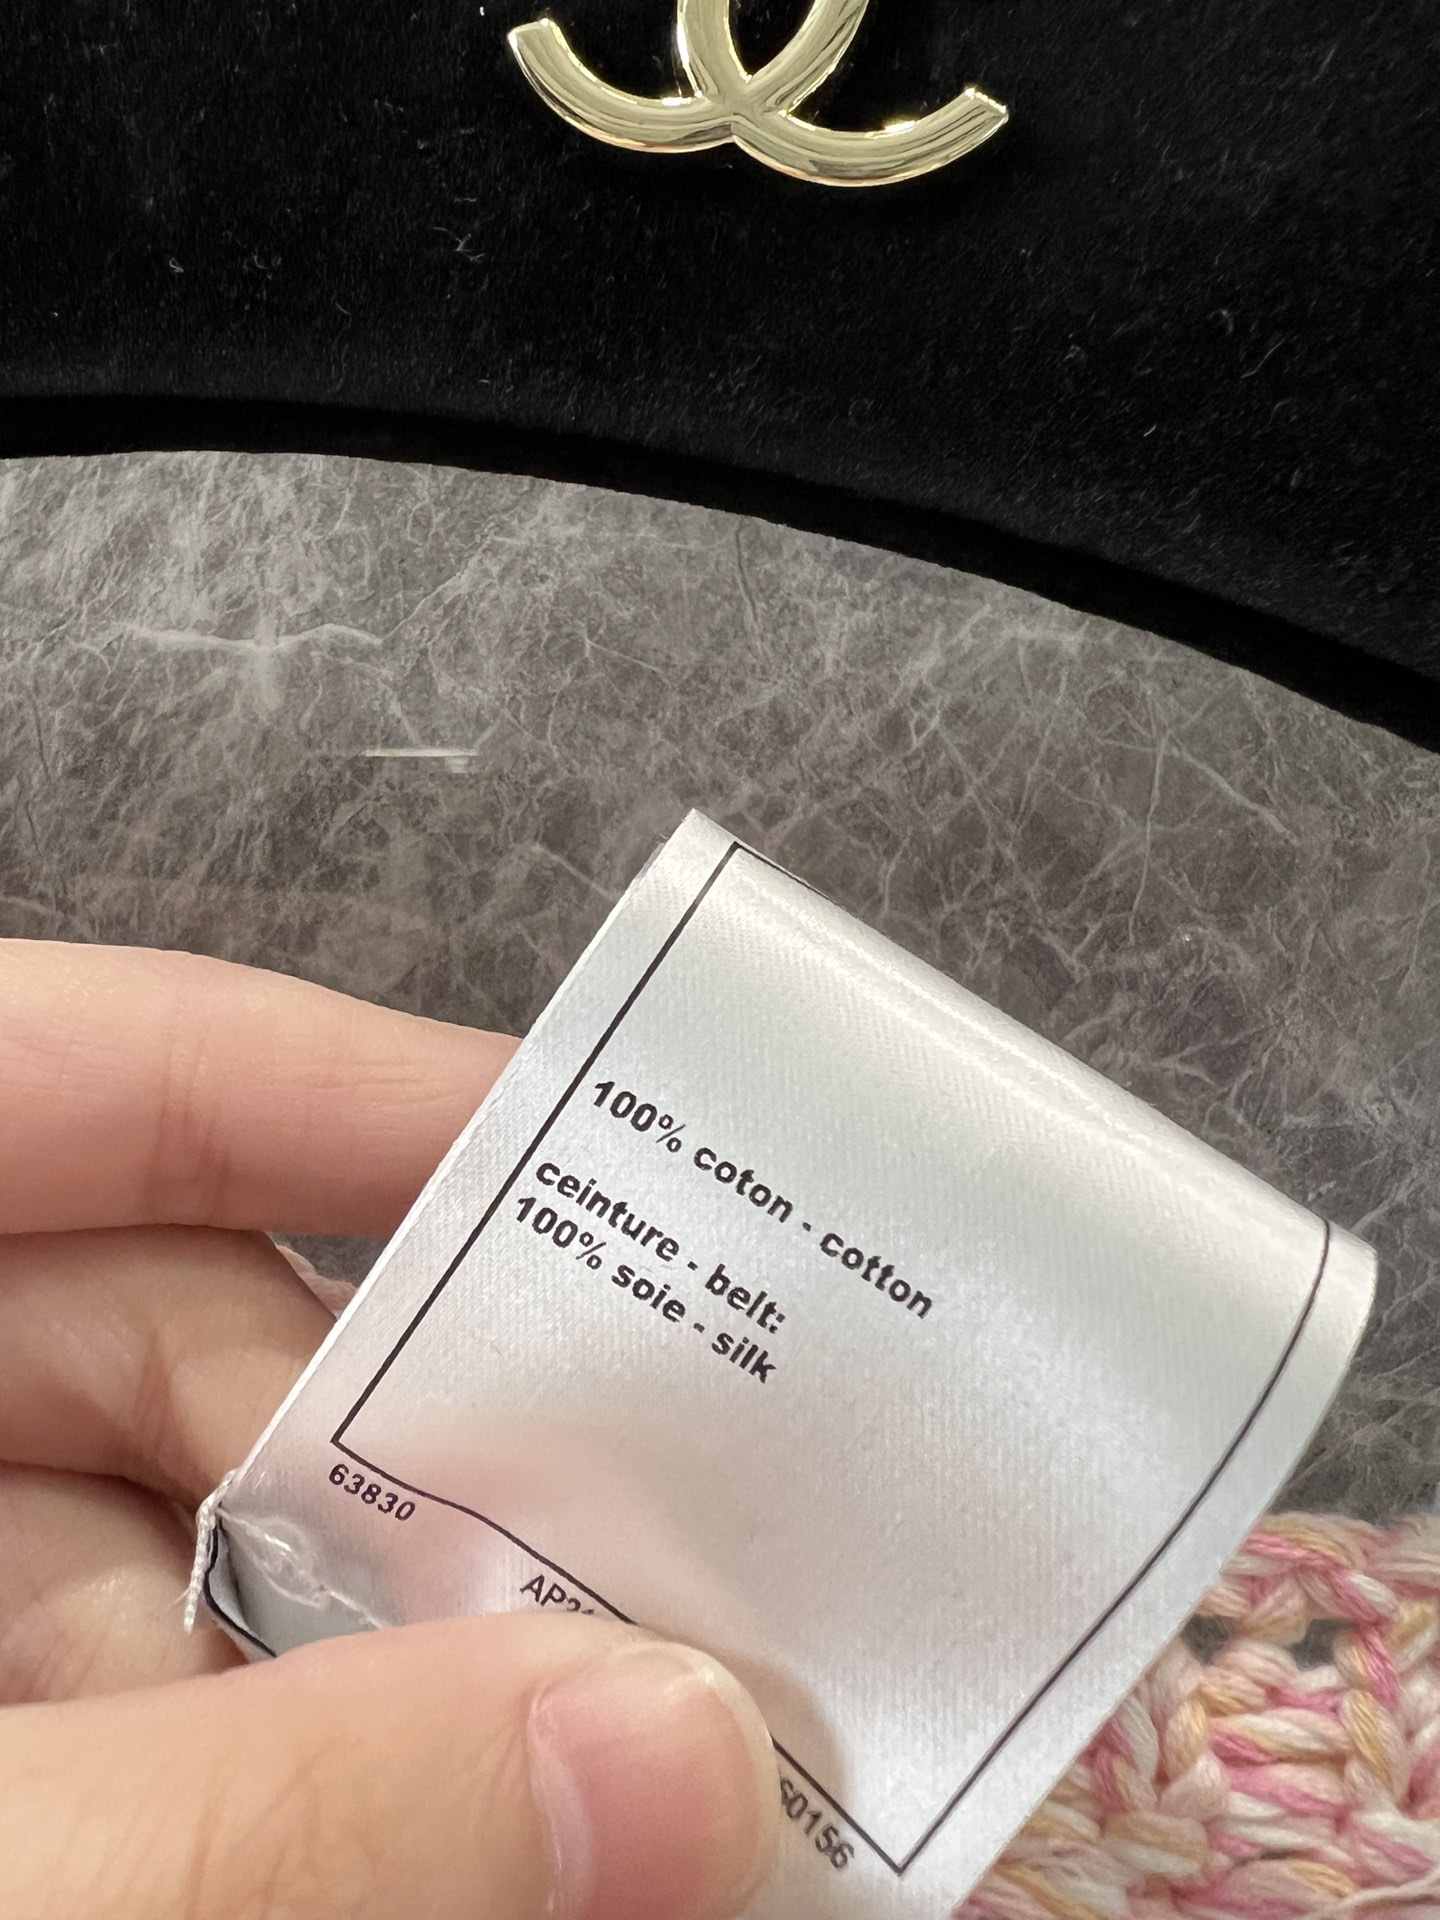 100% coton - cotton
ceinture - belt:
100% soie - silk
63830